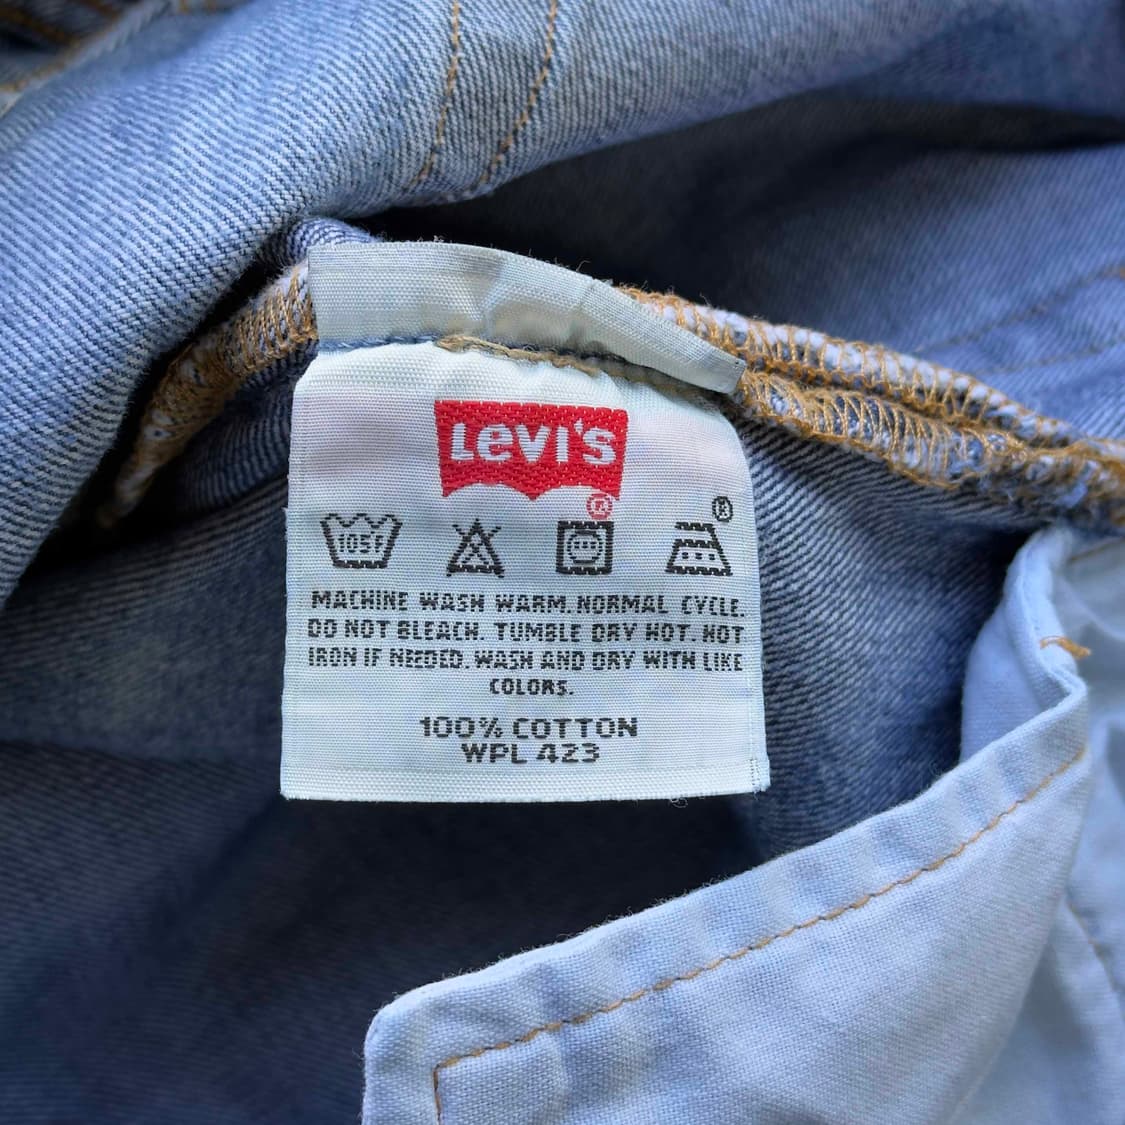 LEVI'S ®
105F ®
MACHINE WASH WARM. NORMAL CYCLE.
DO NOT BLEACH. TUMBLE DRY HOT. HOT
IRON IF NEEDED. WASH AND DRY WITH LIKE
COLORS.
100% COTTON
WPL 423